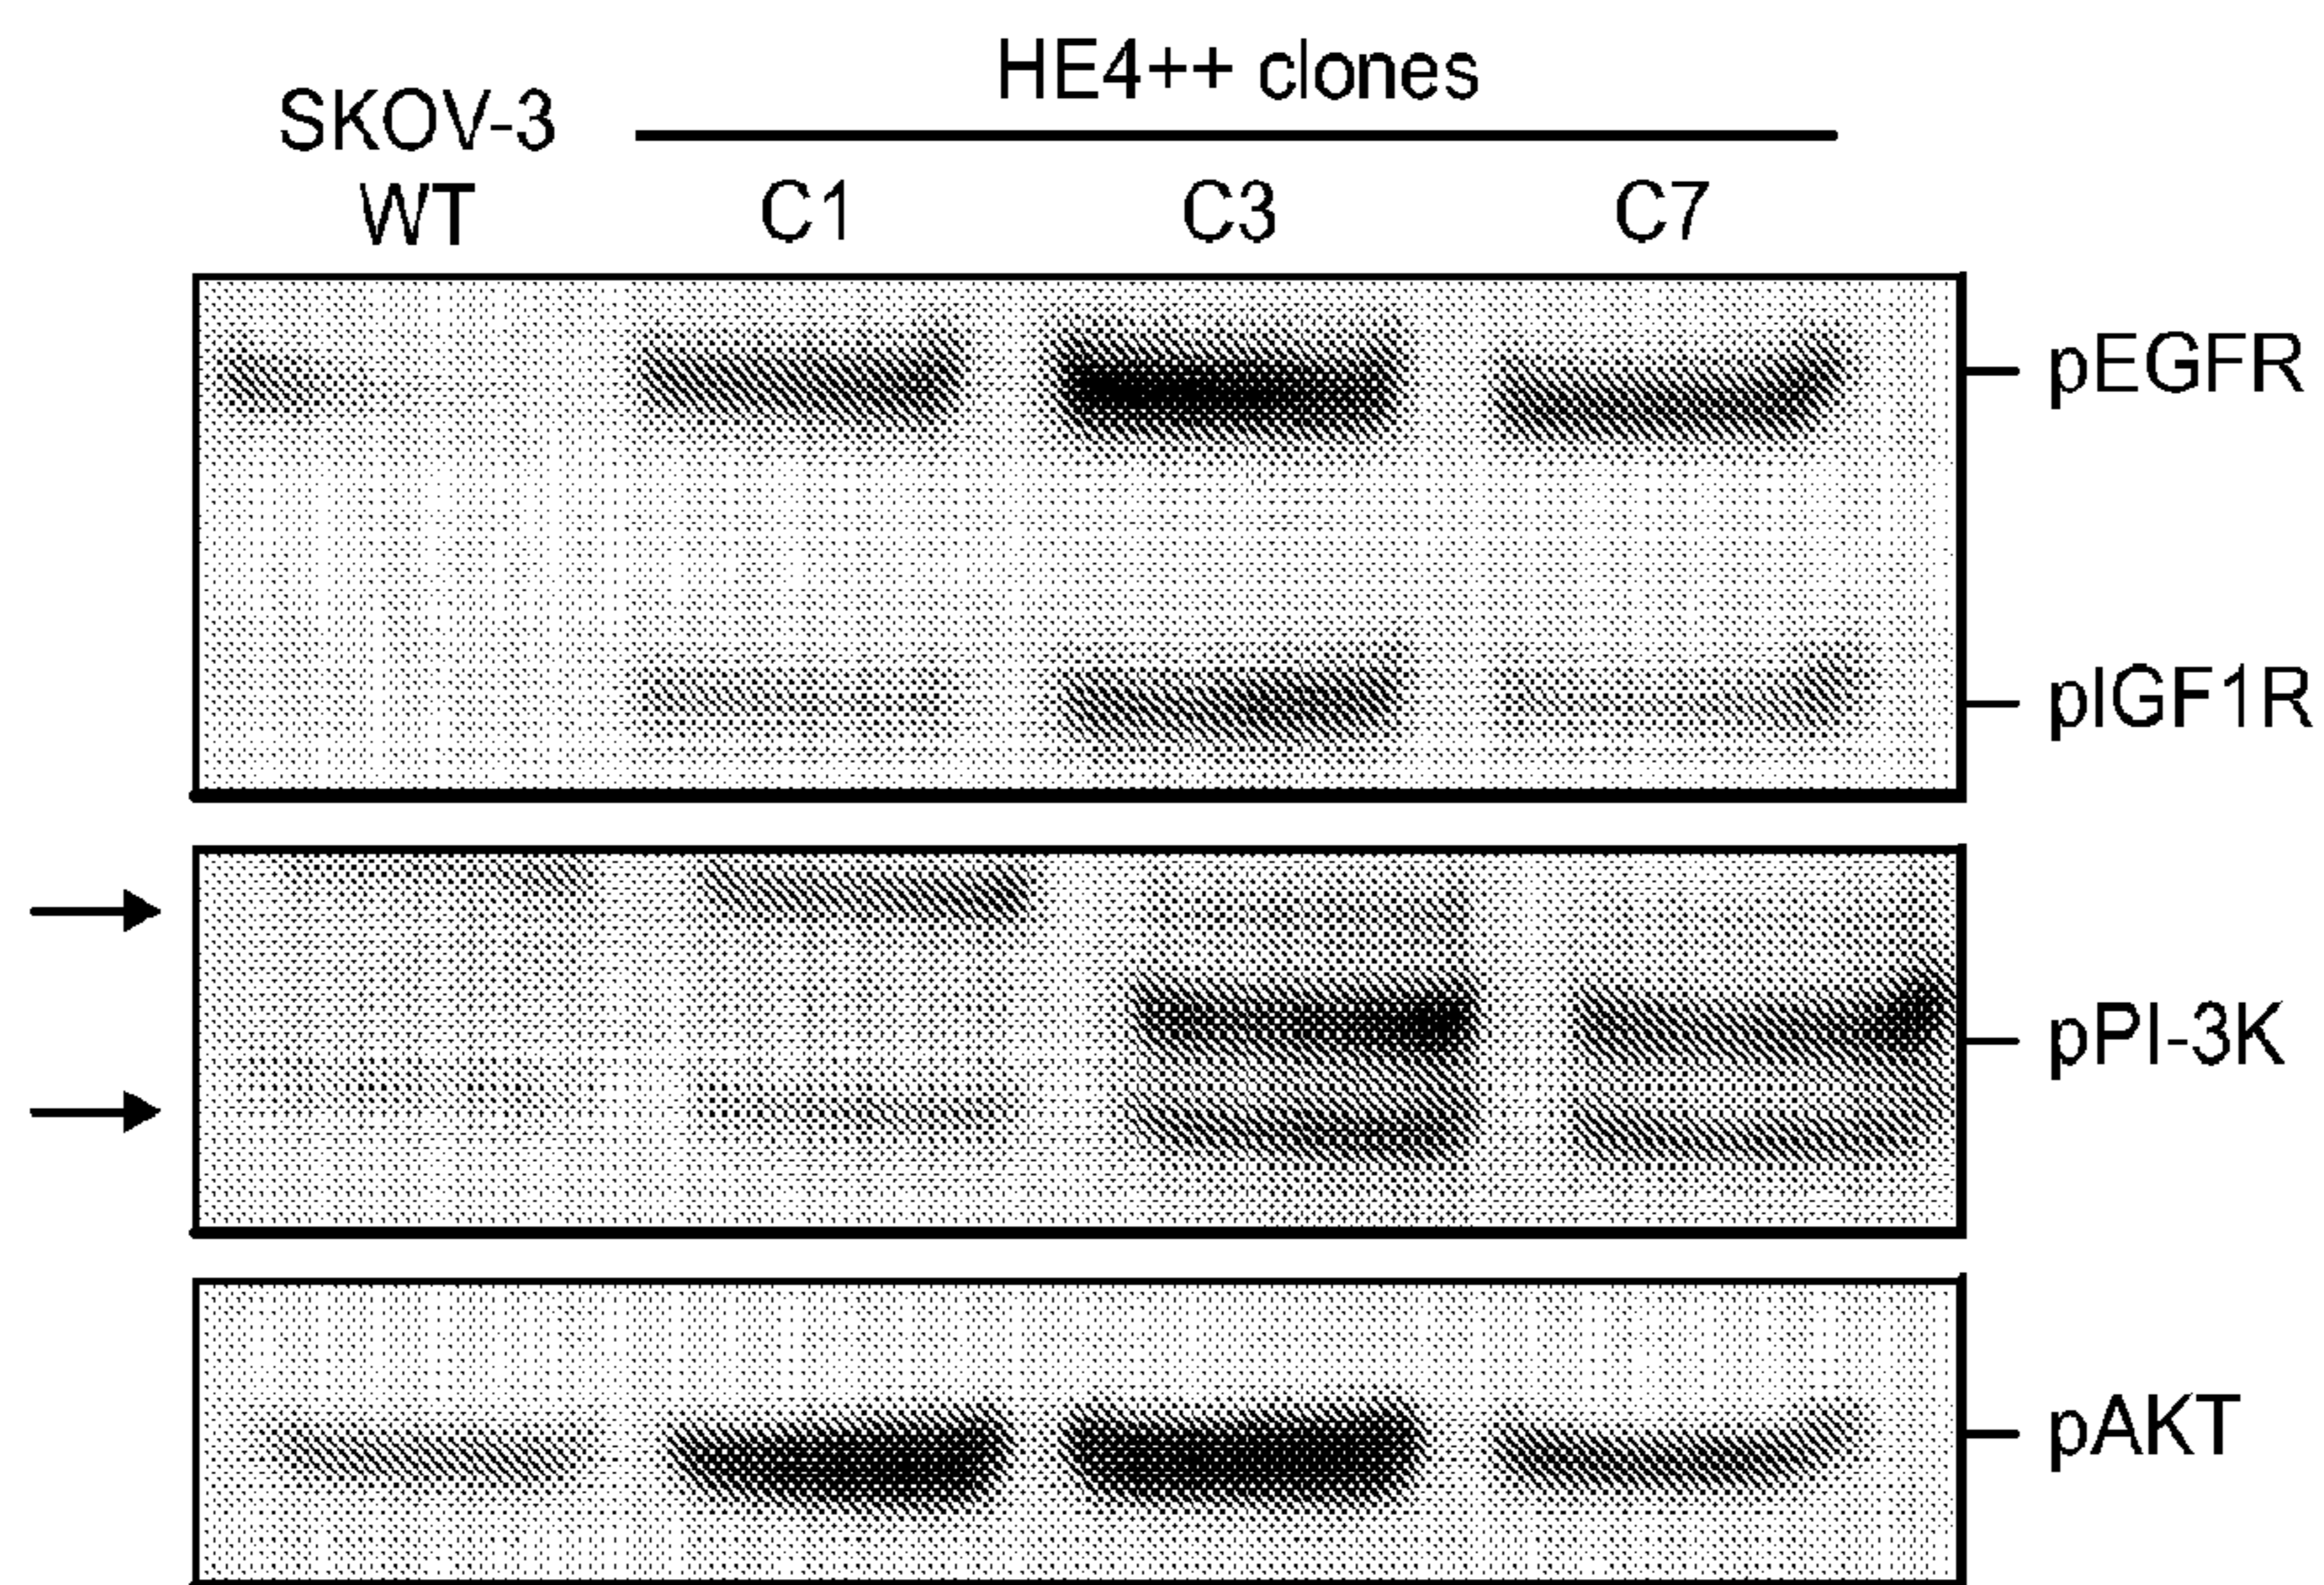 HE4++ clones
SKOV-3
WT
C1
C3
C7
pEGFR
pIGF1R
pPI-3K
pAKT